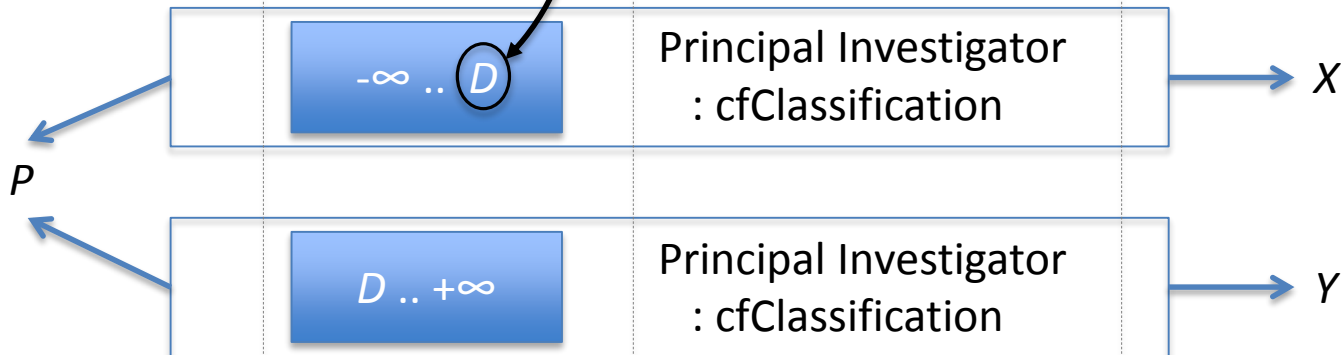 -∞ .. D
Principal Investigator
: cfClassification
X
P
D .. +∞
Principal Investigator
: cfClassification
Y